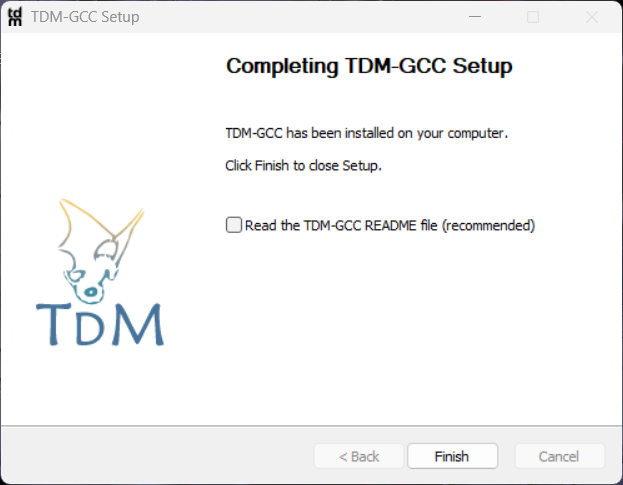 tdm
TDM-GCC Setup
Completing TDM-GCC Setup
TDM-GCC has been installed on your computer.
Click Finish to close Setup.
Read the TDM-GCC README file (recommended)
TDM
< Back
Finish
Cancel